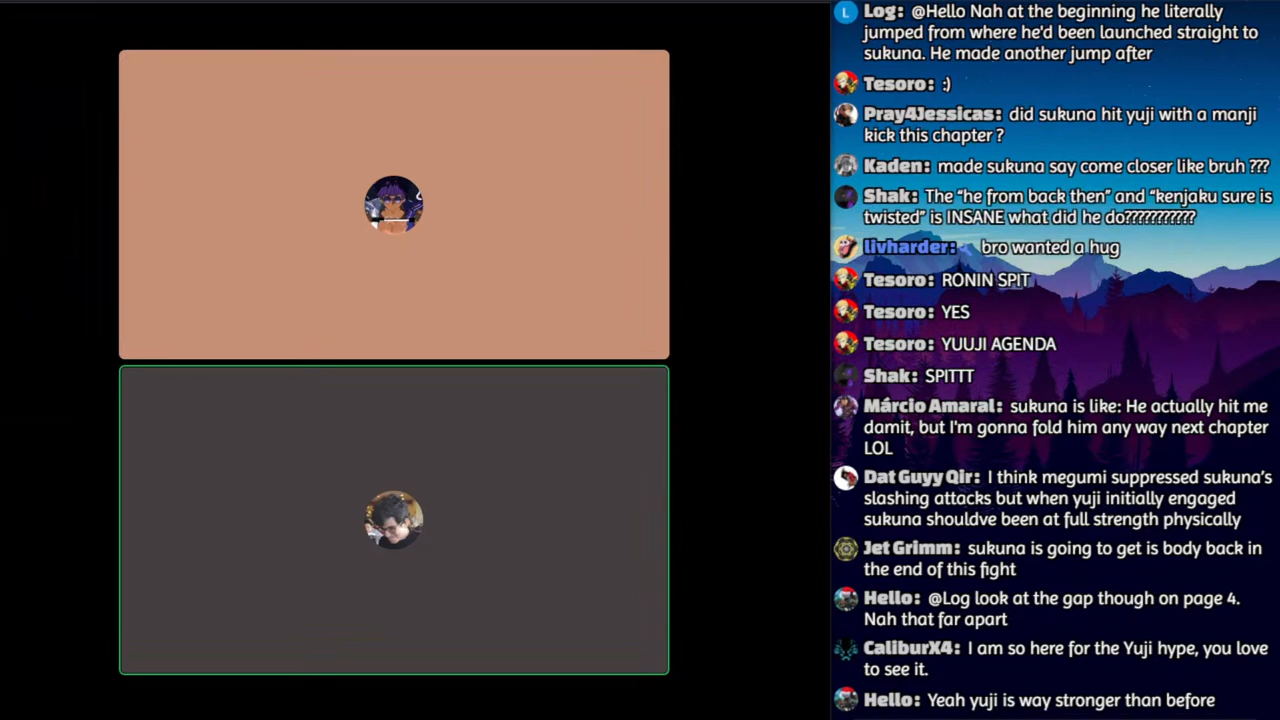 L
Log: @Hello Nah at the beginning he literally
jumped from where he'd been launched straight to
sukuna. He made another jump after
Tesoro: :)
Pray4Jessicas: did sukuna hit yuji with a manji
kick this chapter ?
Kaden: made sukuna say come closer like bruh ???
Shak: The “he from back then” and “kenjaku sure is
twisted” is INSANE what did he do???????????
livharder: bro wanted a hug
Tesoro: RONIN SPIT
Tesoro: YES
Tesoro: YUUJI AGENDA
Shak: SPITTT
Márcio Amaral: sukuna is like: He actually hit me
damit, but I'm gonna fold him any way next chapter
LOL
Dat Guyy Qir: I think megumi suppressed sukuna’s
slashing attacks but when yuji initially engaged
sukuna shouldve been at full strength physically
Jet Grimm: sukuna is going to get is body back in
the end of this fight
Hello: @Log look at the gap though on page 4.
Nah that far apart
CaliburX4: I am so here for the Yuji hype, you love
to see it.
Hello: Yeah yuji is way stronger than before